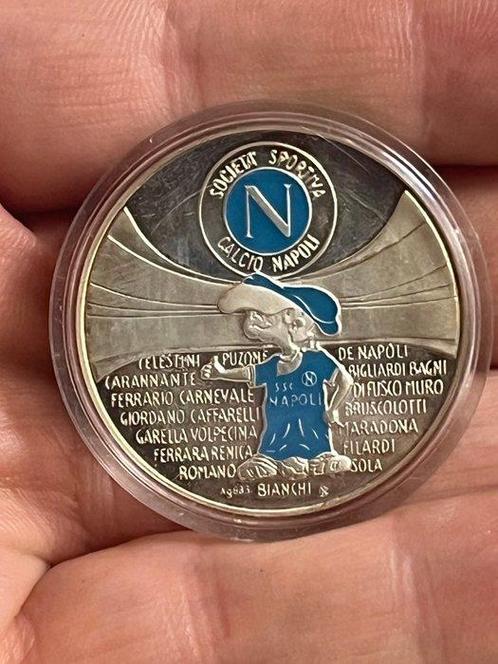 SOCIETA' SPORTIVA
N
CALCIO NAPOLI
CELESTINI PUZONE DE NAPOLI
CARANNANTE BIGLIARDI BAGNI
FERRARIO CARNEVALE DI FUSCO MURO
GIORDANO CAFFARELLI BRUSCOLOTTI
GARELLA VOLPECINA MARADONA
FERRARA RENICA FILARDI
ROMANO SOLA
SSC N
NAPOLI
BIANCHI